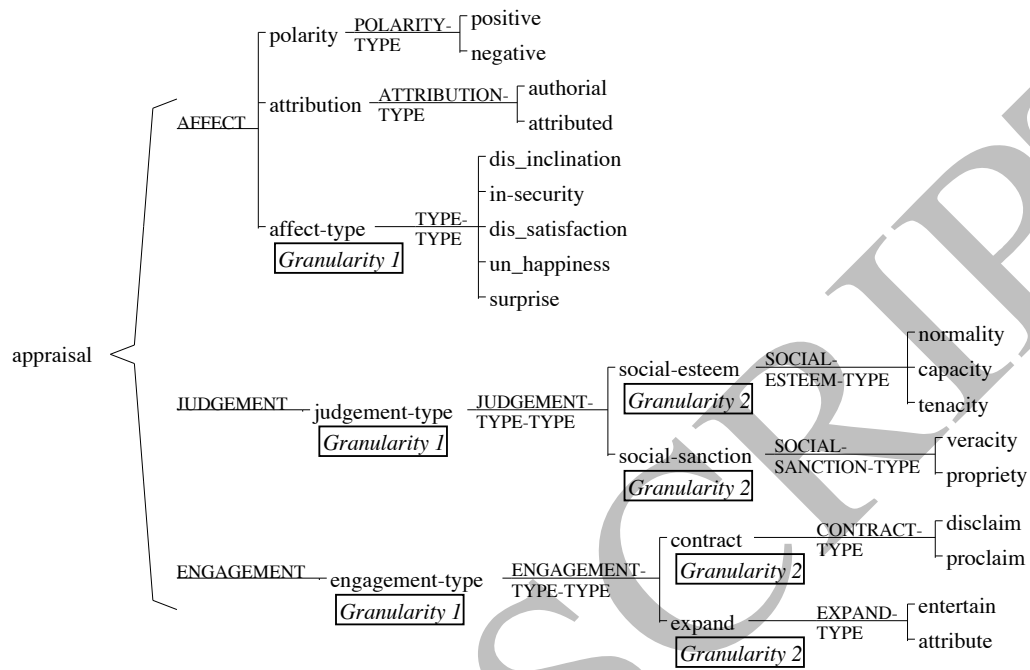 appraisal
AFFECT
polarity
POLARITY-
TYPE
positive
negative
attribution
ATTRIBUTION-
TYPE
authorial
attributed
affect-type
Granularity 1
TYPE-
TYPE
dis_inclination
in-security
dis_satisfaction
un_happiness
surprise
JUDGEMENT
judgement-type
Granularity 1
JUDGEMENT-
TYPE-TYPE
social-esteem
Granularity 2
SOCIAL-
ESTEEM-TYPE
normality
capacity
tenacity
social-sanction
Granularity 2
SOCIAL-
SANCTION-TYPE
veracity
propriety
ENGAGEMENT
engagement-type
Granularity 1
ENGAGEMENT-
TYPE-TYPE
contract
Granularity 2
CONTRACT-
TYPE
disclaim
proclaim
expand
Granularity 2
EXPAND-
TYPE
entertain
attribute
SCRIPT